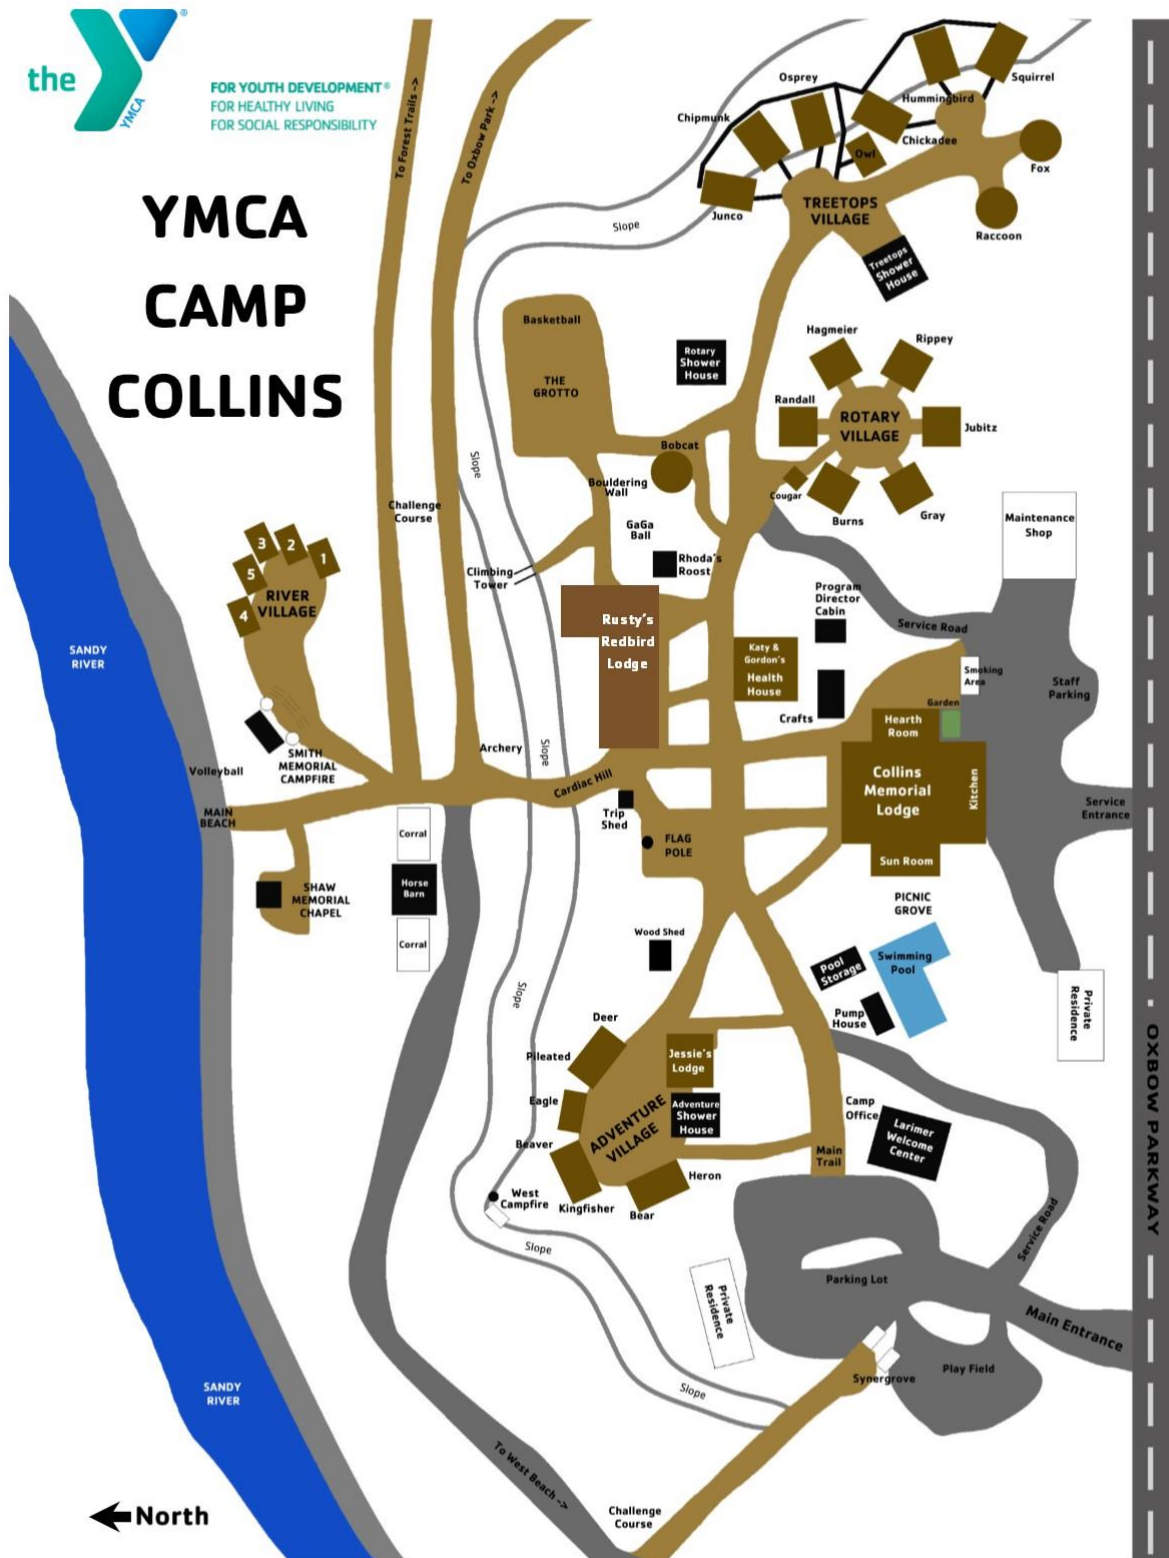 the
YMCA
®
FOR YOUTH DEVELOPMENT®
FOR HEALTHY LIVING
FOR SOCIAL RESPONSIBILITY
YMCA
CAMP
COLLINS
To Forest Trails ->
To Oxbow Park ->
Osprey
Squirrel
Hummingbird
Chipmunk
Chickadee
Owl
Fox
Junco
TREETOPS
VILLAGE
Raccoon
Slope
Treetops
Shower
House
Basketball
THE
GROTTO
Rotary
Shower
House
Hagmeier
Rippey
Randall
ROTARY
VILLAGE
Jubitz
Bobcat
Slope
Bouldering
Wall
Cougar
Burns
Gray
Challenge
Course
GaGa
Ball
Maintenance
Shop
3
2
1
5
4
RIVER
VILLAGE
Climbing
Tower
Rhoda's
Roost
Program
Director
Cabin
Rusty's
Redbird
Lodge
Service Road
SANDY
RIVER
Katy &
Gordon's
Health
House
Smoking
Area
Staff
Parking
Crafts
Garden
Hearth
Room
SMITH
MEMORIAL
CAMPFIRE
Archery
Slope
Volleyball
Cardiac Hill
Collins
Memorial
Lodge
Kitchen
Service
Entrance
MAIN
BEACH
Trip
Shed
Corral
FLAG
POLE
Sun Room
Horse
Barn
SHAW
MEMORIAL
CHAPEL
PICNIC
GROVE
Corral
Wood Shed
Pool
Storage
Swimming
Pool
Slope
Pump
House
Private
Residence
Deer
Pileated
Jessie's
Lodge
OXBOW PARKWAY
Eagle
Adventure
Shower
House
ADVENTURE
VILLAGE
Camp
Office
Larimer
Welcome
Center
Beaver
Main
Trail
Heron
West
Campfire
Kingfisher
Bear
Slope
Service Road
Private
Residence
Parking Lot
Main Entrance
Play Field
Synergrove
SANDY
RIVER
Slope
To West Beach ->
North
Challenge
Course